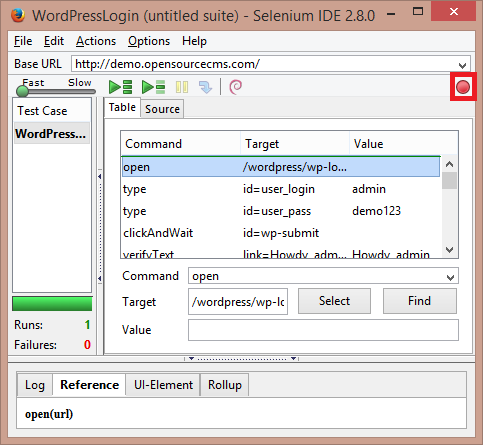 WordPressLogin (untitled suite) - Selenium IDE 2.8.0
File Edit Actions Options Help
Base URL http://demo.opensourcecms.com/
Fast Slow
Test Case
WordPress...
Table Source
Command Target Value
open /wordpress/wp-lo...
type id=user_login admin
type id=user_pass demo123
clickAndWait id=wp-submit
verifyText link=Howdy, adm... Howdy, admin
Command open
Target /wordpress/wp-lo Select Find
Value
Runs: 1
Failures: 0
Log Reference UI-Element Rollup
open(url)